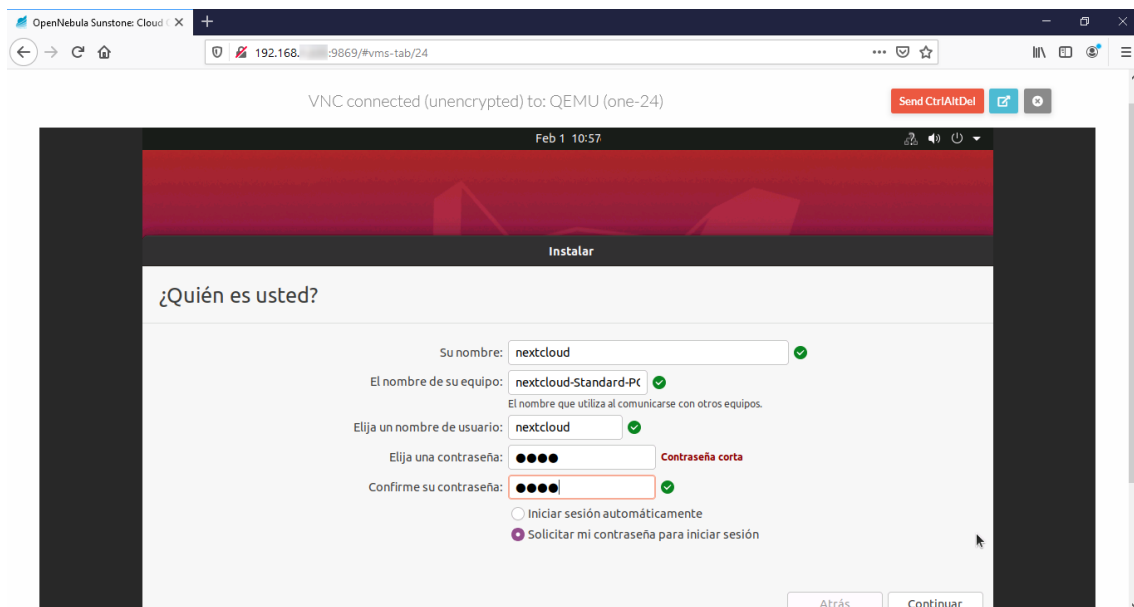 OpenNebula Sunstone: Cloud
192.168. :9869/#vms-tab/24
VNC connected (unencrypted) to: QEMU (one-24)
Send CtrlAltDel
Feb 1 10:57
Instalar
¿Quién es usted?
Su nombre: nextcloud
El nombre de su equipo: nextcloud-Standard-PC
El nombre que utiliza al comunicarse con otros equipos.
Elija un nombre de usuario: nextcloud
Elija una contraseña: ●●●● Contraseña corta
Confirme su contraseña: ●●●●
Iniciar sesión automáticamente
Solicitar mi contraseña para iniciar sesión
Atrás Continuar